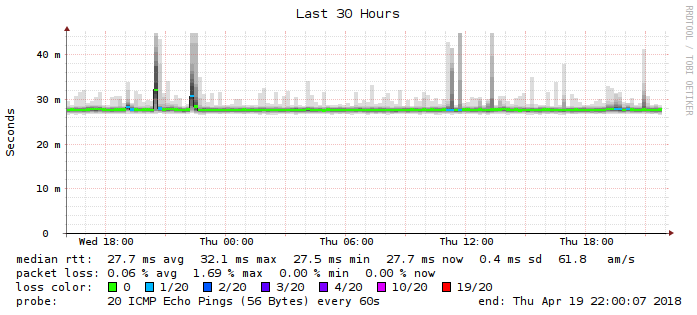 Last 30 Hours
RRDTOOL / TOBI OETIKER
Seconds
40 m
30 m
20 m
10 m
0
Wed 18:00 Thu 00:00 Thu 06:00 Thu 12:00 Thu 18:00
median rtt: 27.7 ms avg 32.1 ms max 27.5 ms min 27.7 ms now 0.4 ms sd 61.8 am/s
packet loss: 0.06 % avg 1.69 % max 0.00 % min 0.00 % now
loss color: 0 1/20 2/20 3/20 4/20 10/20 19/20
probe: 20 ICMP Echo Pings (56 Bytes) every 60s end: Thu Apr 19 22:00:07 2018